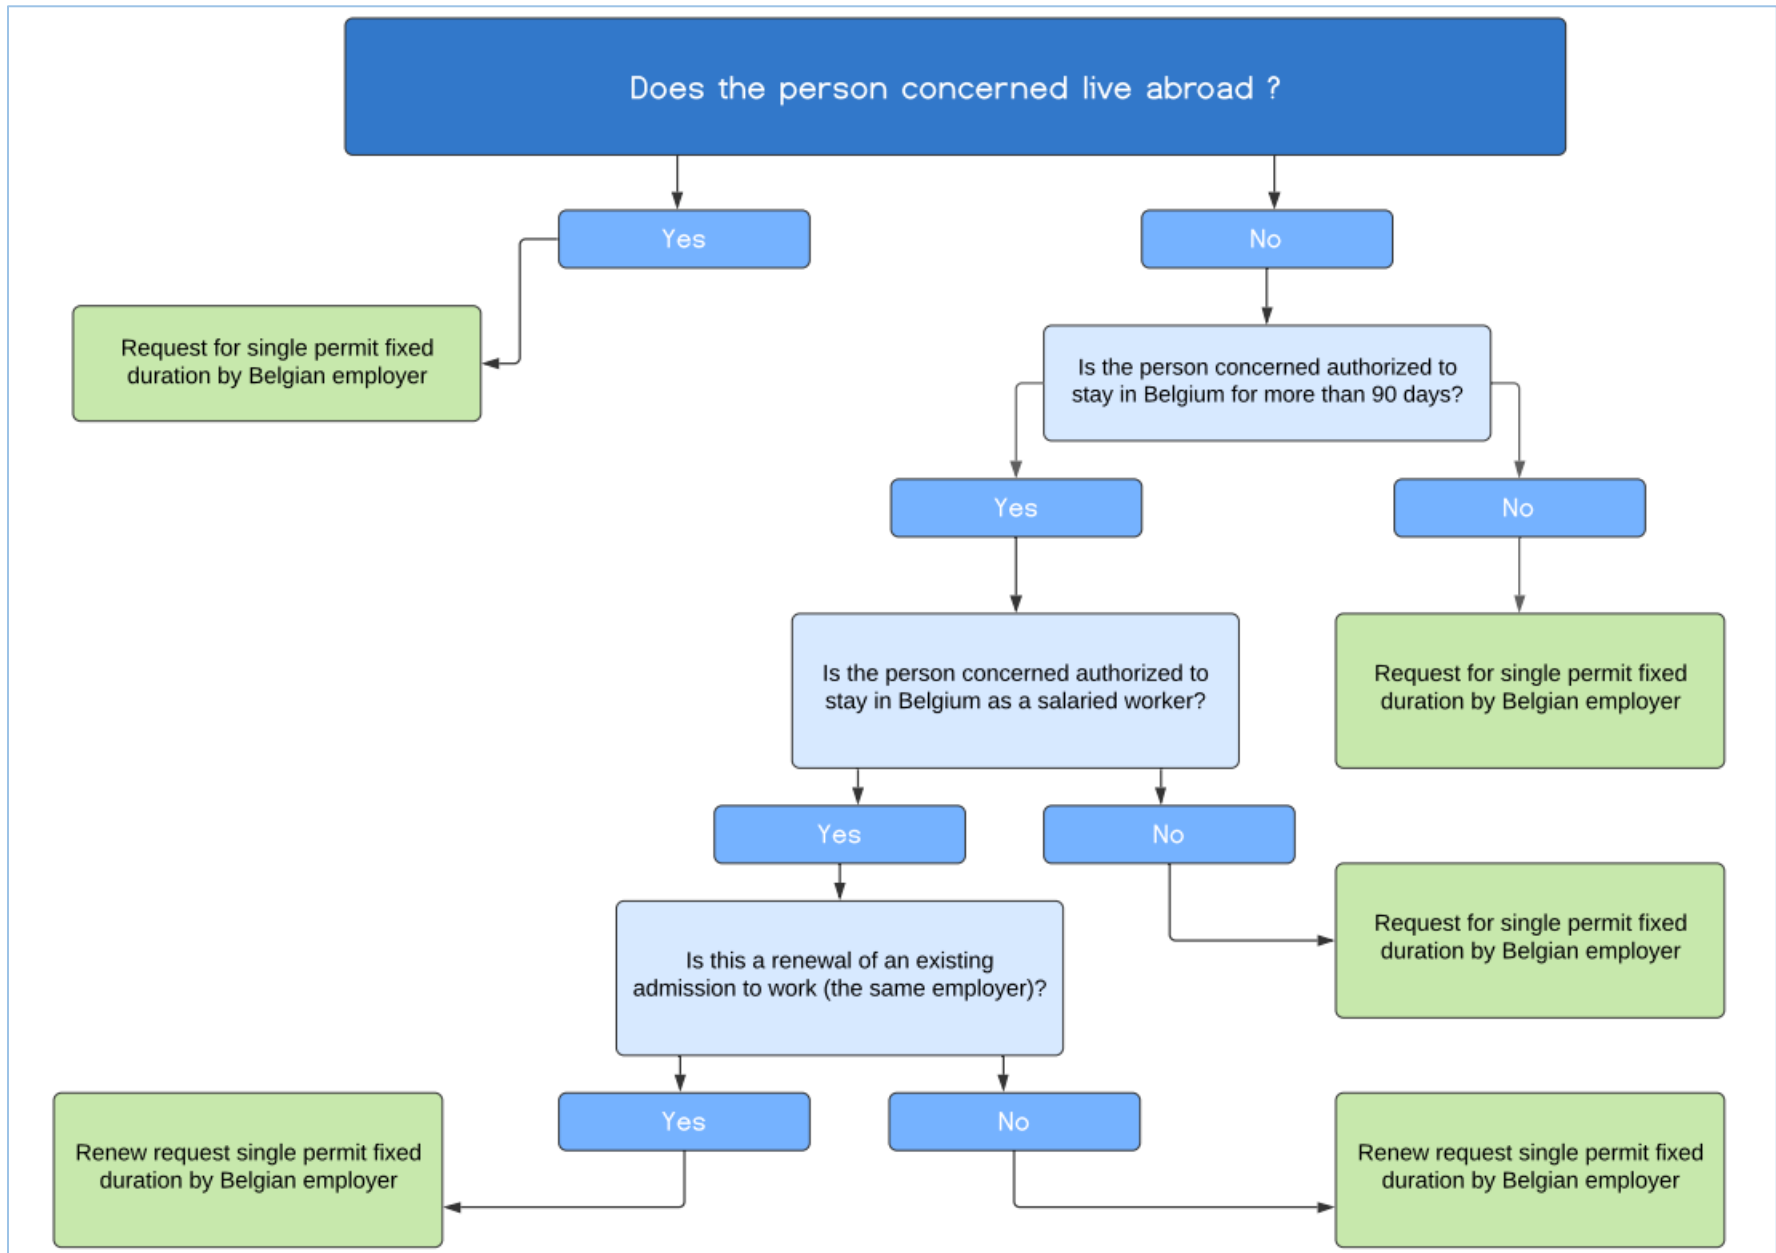 Does the person concerned live abroad ?
Yes
No
Request for single permit fixed
duration by Belgian employer
Is the person concerned authorized to
stay in Belgium for more than 90 days?
Yes
No
Is the person concerned authorized to
stay in Belgium as a salaried worker?
Request for single permit fixed
duration by Belgian employer
Yes
No
Request for single permit fixed
duration by Belgian employer
Is this a renewal of an existing
admission to work (the same employer)?
Yes
No
Renew request single permit fixed
duration by Belgian employer
Renew request single permit fixed
duration by Belgian employer